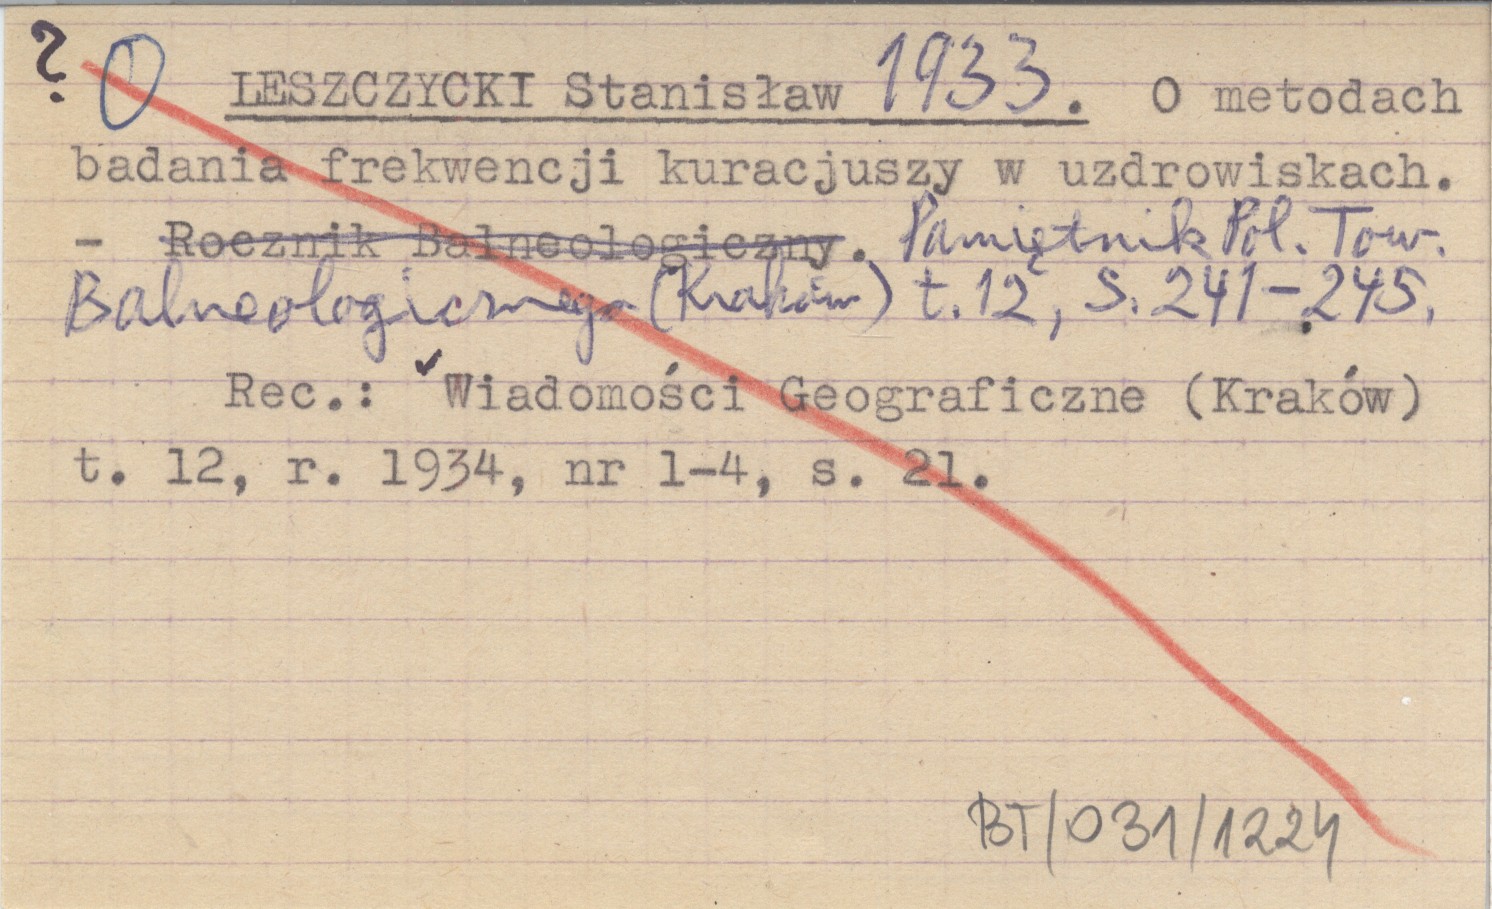 ? O LESZCZYCKI Stanisław 1933. O metodach
badania frekwencji kuracjuszy w uzdrowiskach.
- Rocznik Balneologiczny. Pamiętnik Pol. Tow.
Balneologicznego (Kraków) t. 12, S. 241-245.
Rec.: ✓Wiadomości Geograficzne (Kraków)
t. 12, r. 1934, nr 1-4, s. 21.
BT/031/1224